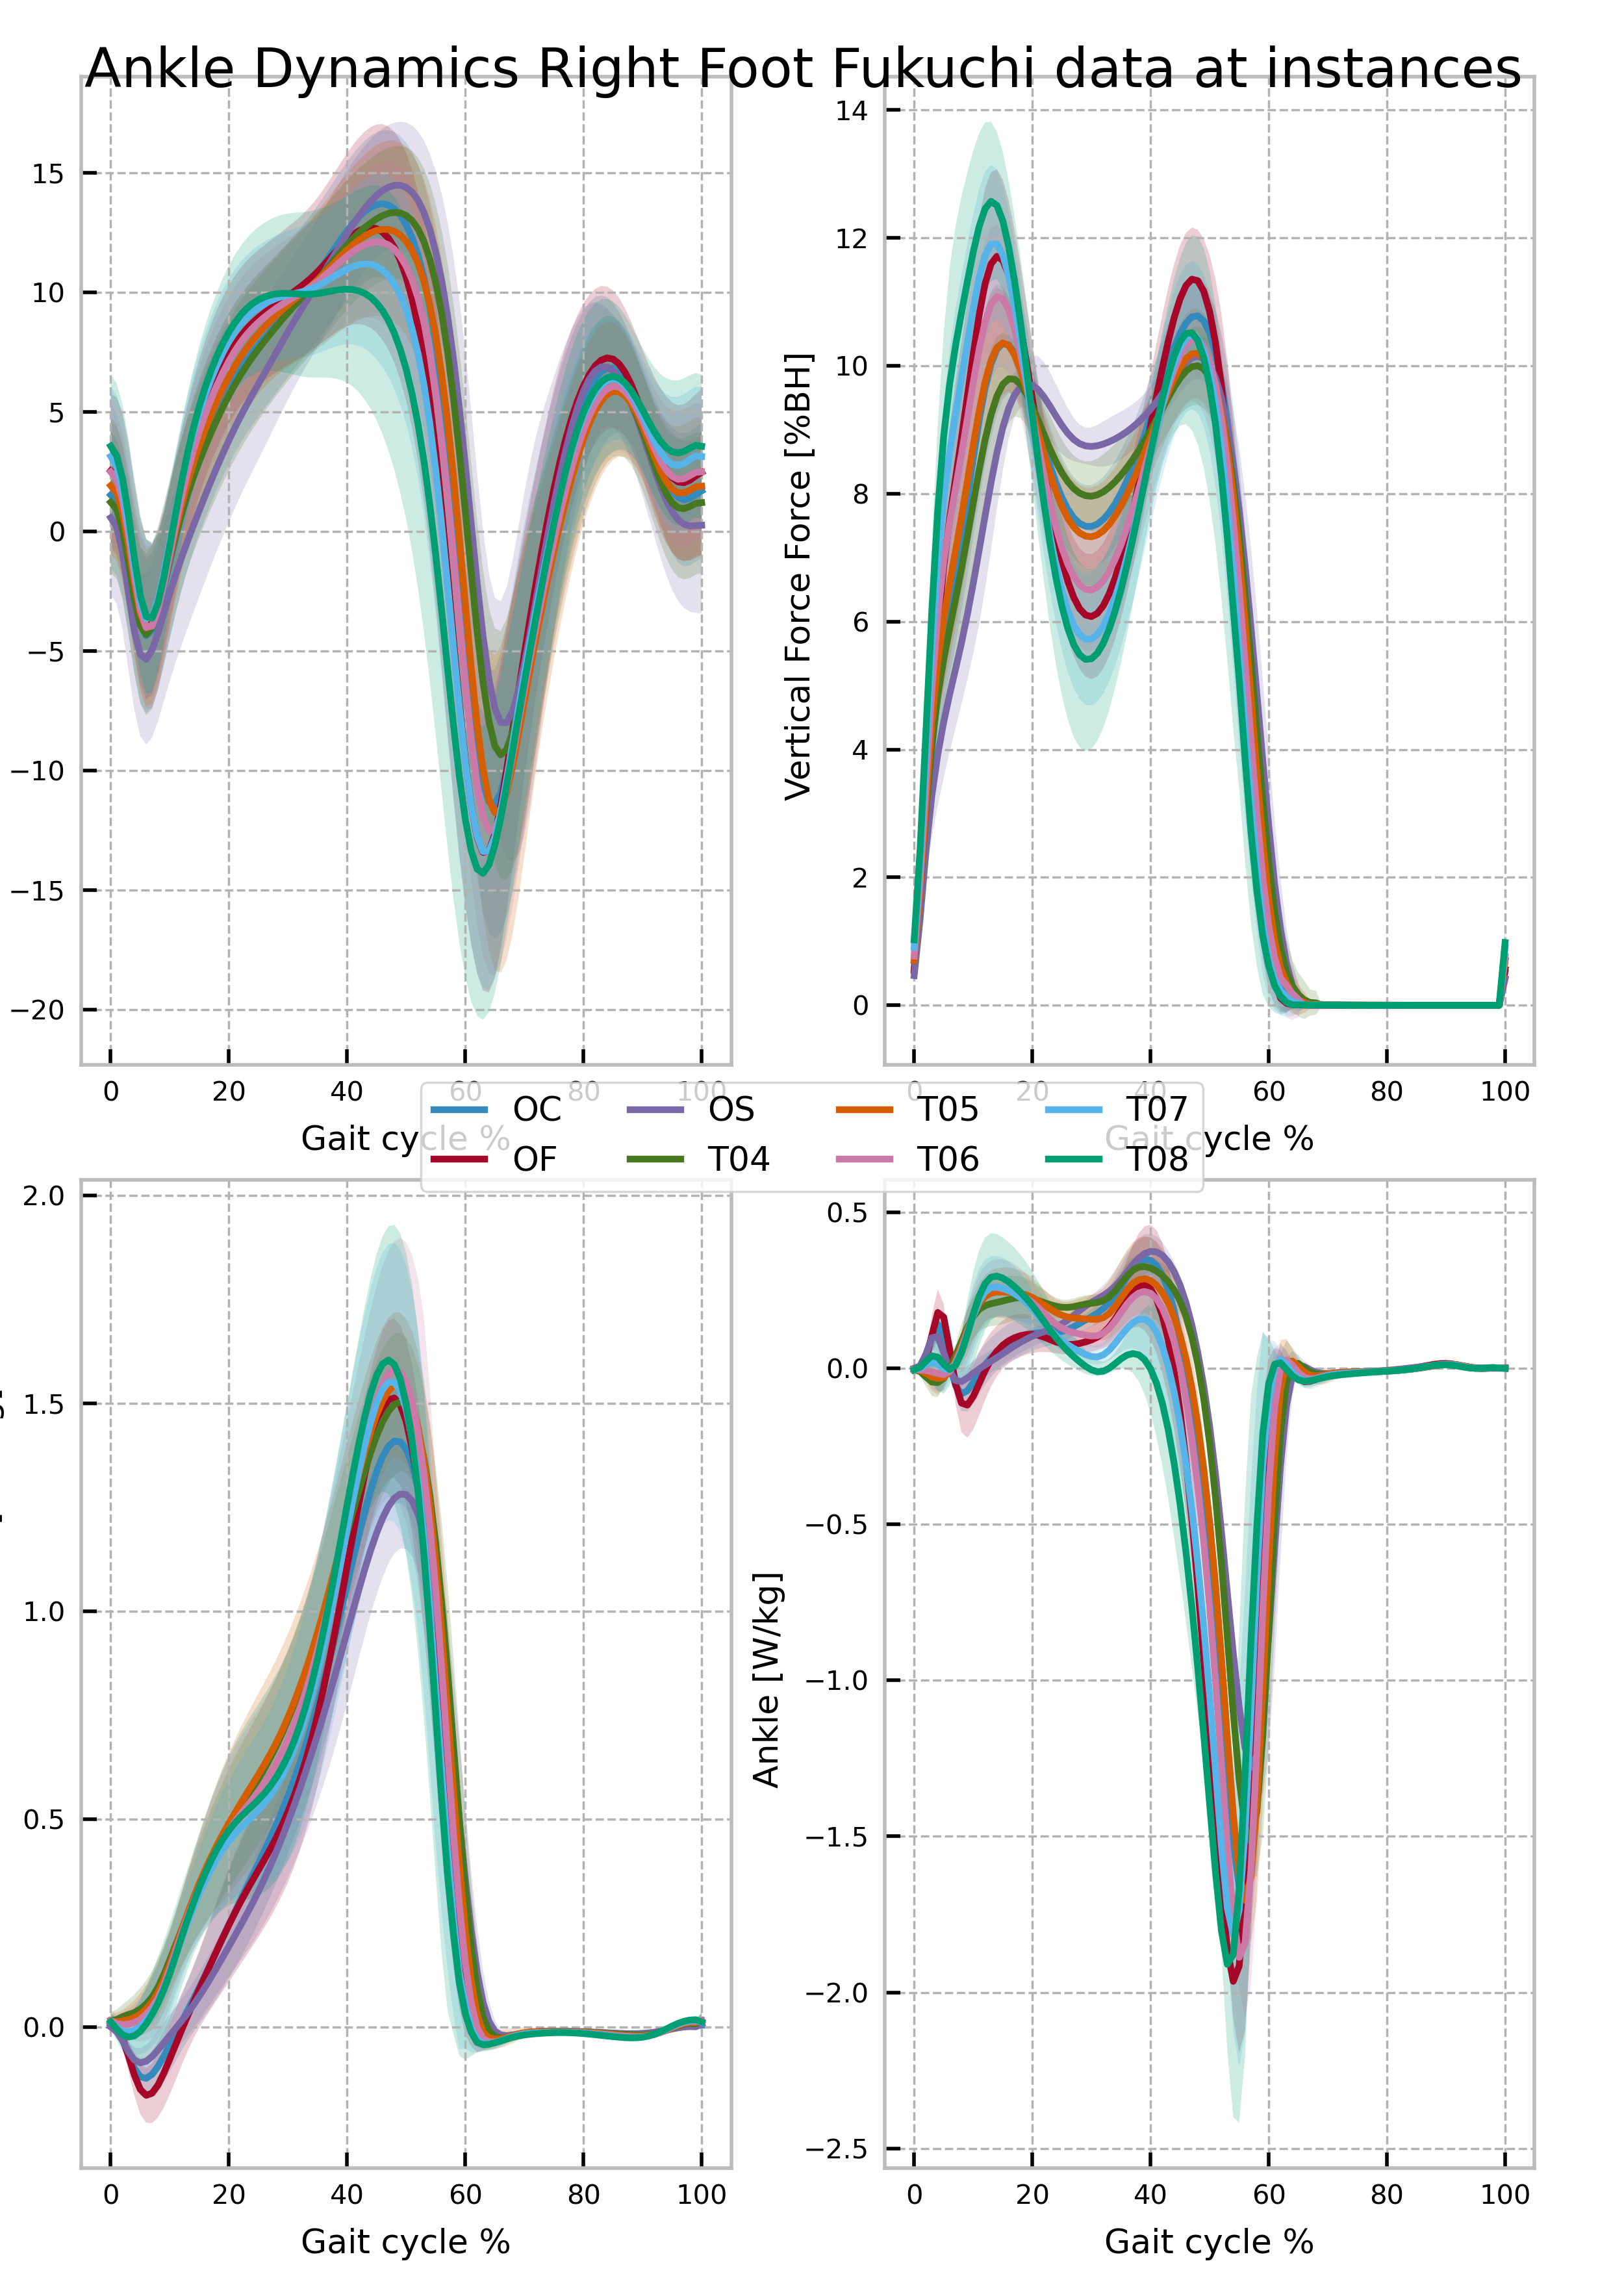 Ankle Dynamics Right Foot Fukuchi data at instances
15
10
5
0
−5
−10
−15
−20
0 20 40 60 80 100
Gait cycle %
Vertical Force Force [%BH]
14
12
10
8
6
4
2
0
0 20 40 60 80 100
Gait cycle %
OC OS T05 T07
OF T04 T06 T08
2.0
1.5
1.0
0.5
0.0
0 20 40 60 80 100
Gait cycle %
Ankle [W/kg]
0.5
0.0
−0.5
−1.0
−1.5
−2.0
−2.5
0 20 40 60 80 100
Gait cycle %